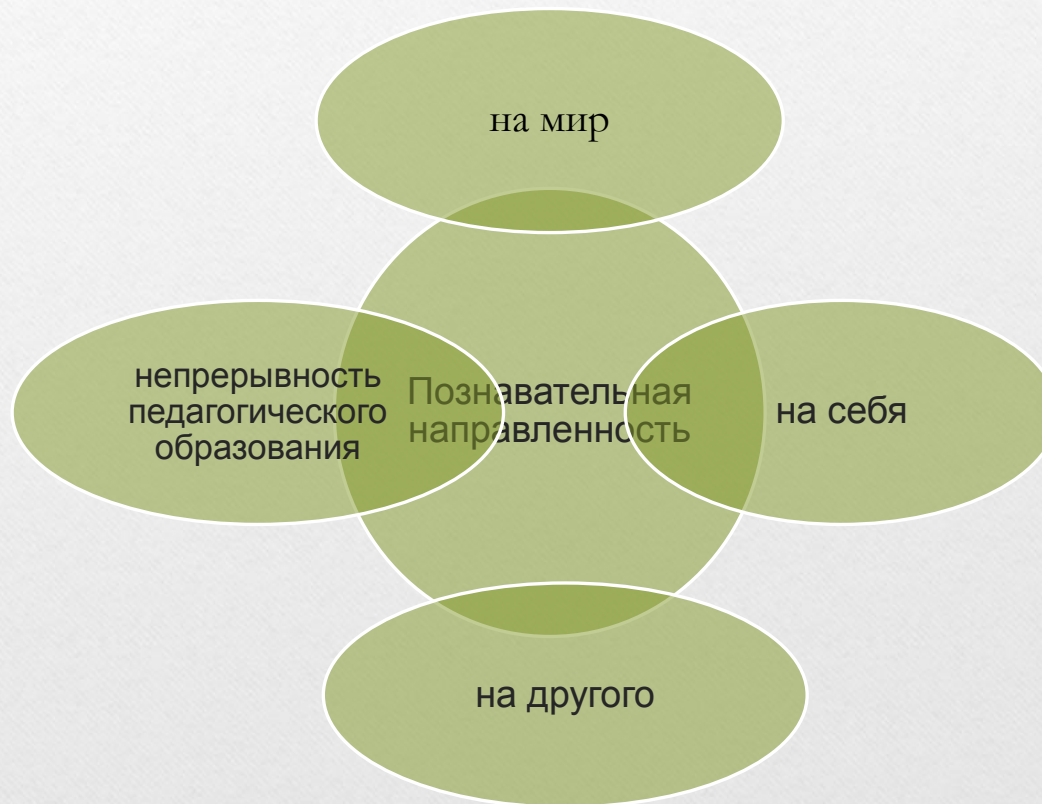 на мир
непрерывность
педагогического
образования
Познавательная
направленность
на себя
на другого